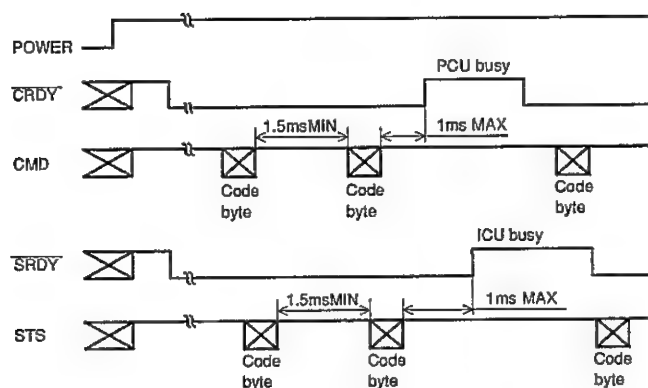 POWER
PCU busy
CRDY
1.5msMIN
1ms MAX
CMD
Code
byte
Code
byte
Code
byte
ICU busy
SRDY
1.5msMIN
1ms MAX
STS
Code
byte
Code
byte
Code
byte